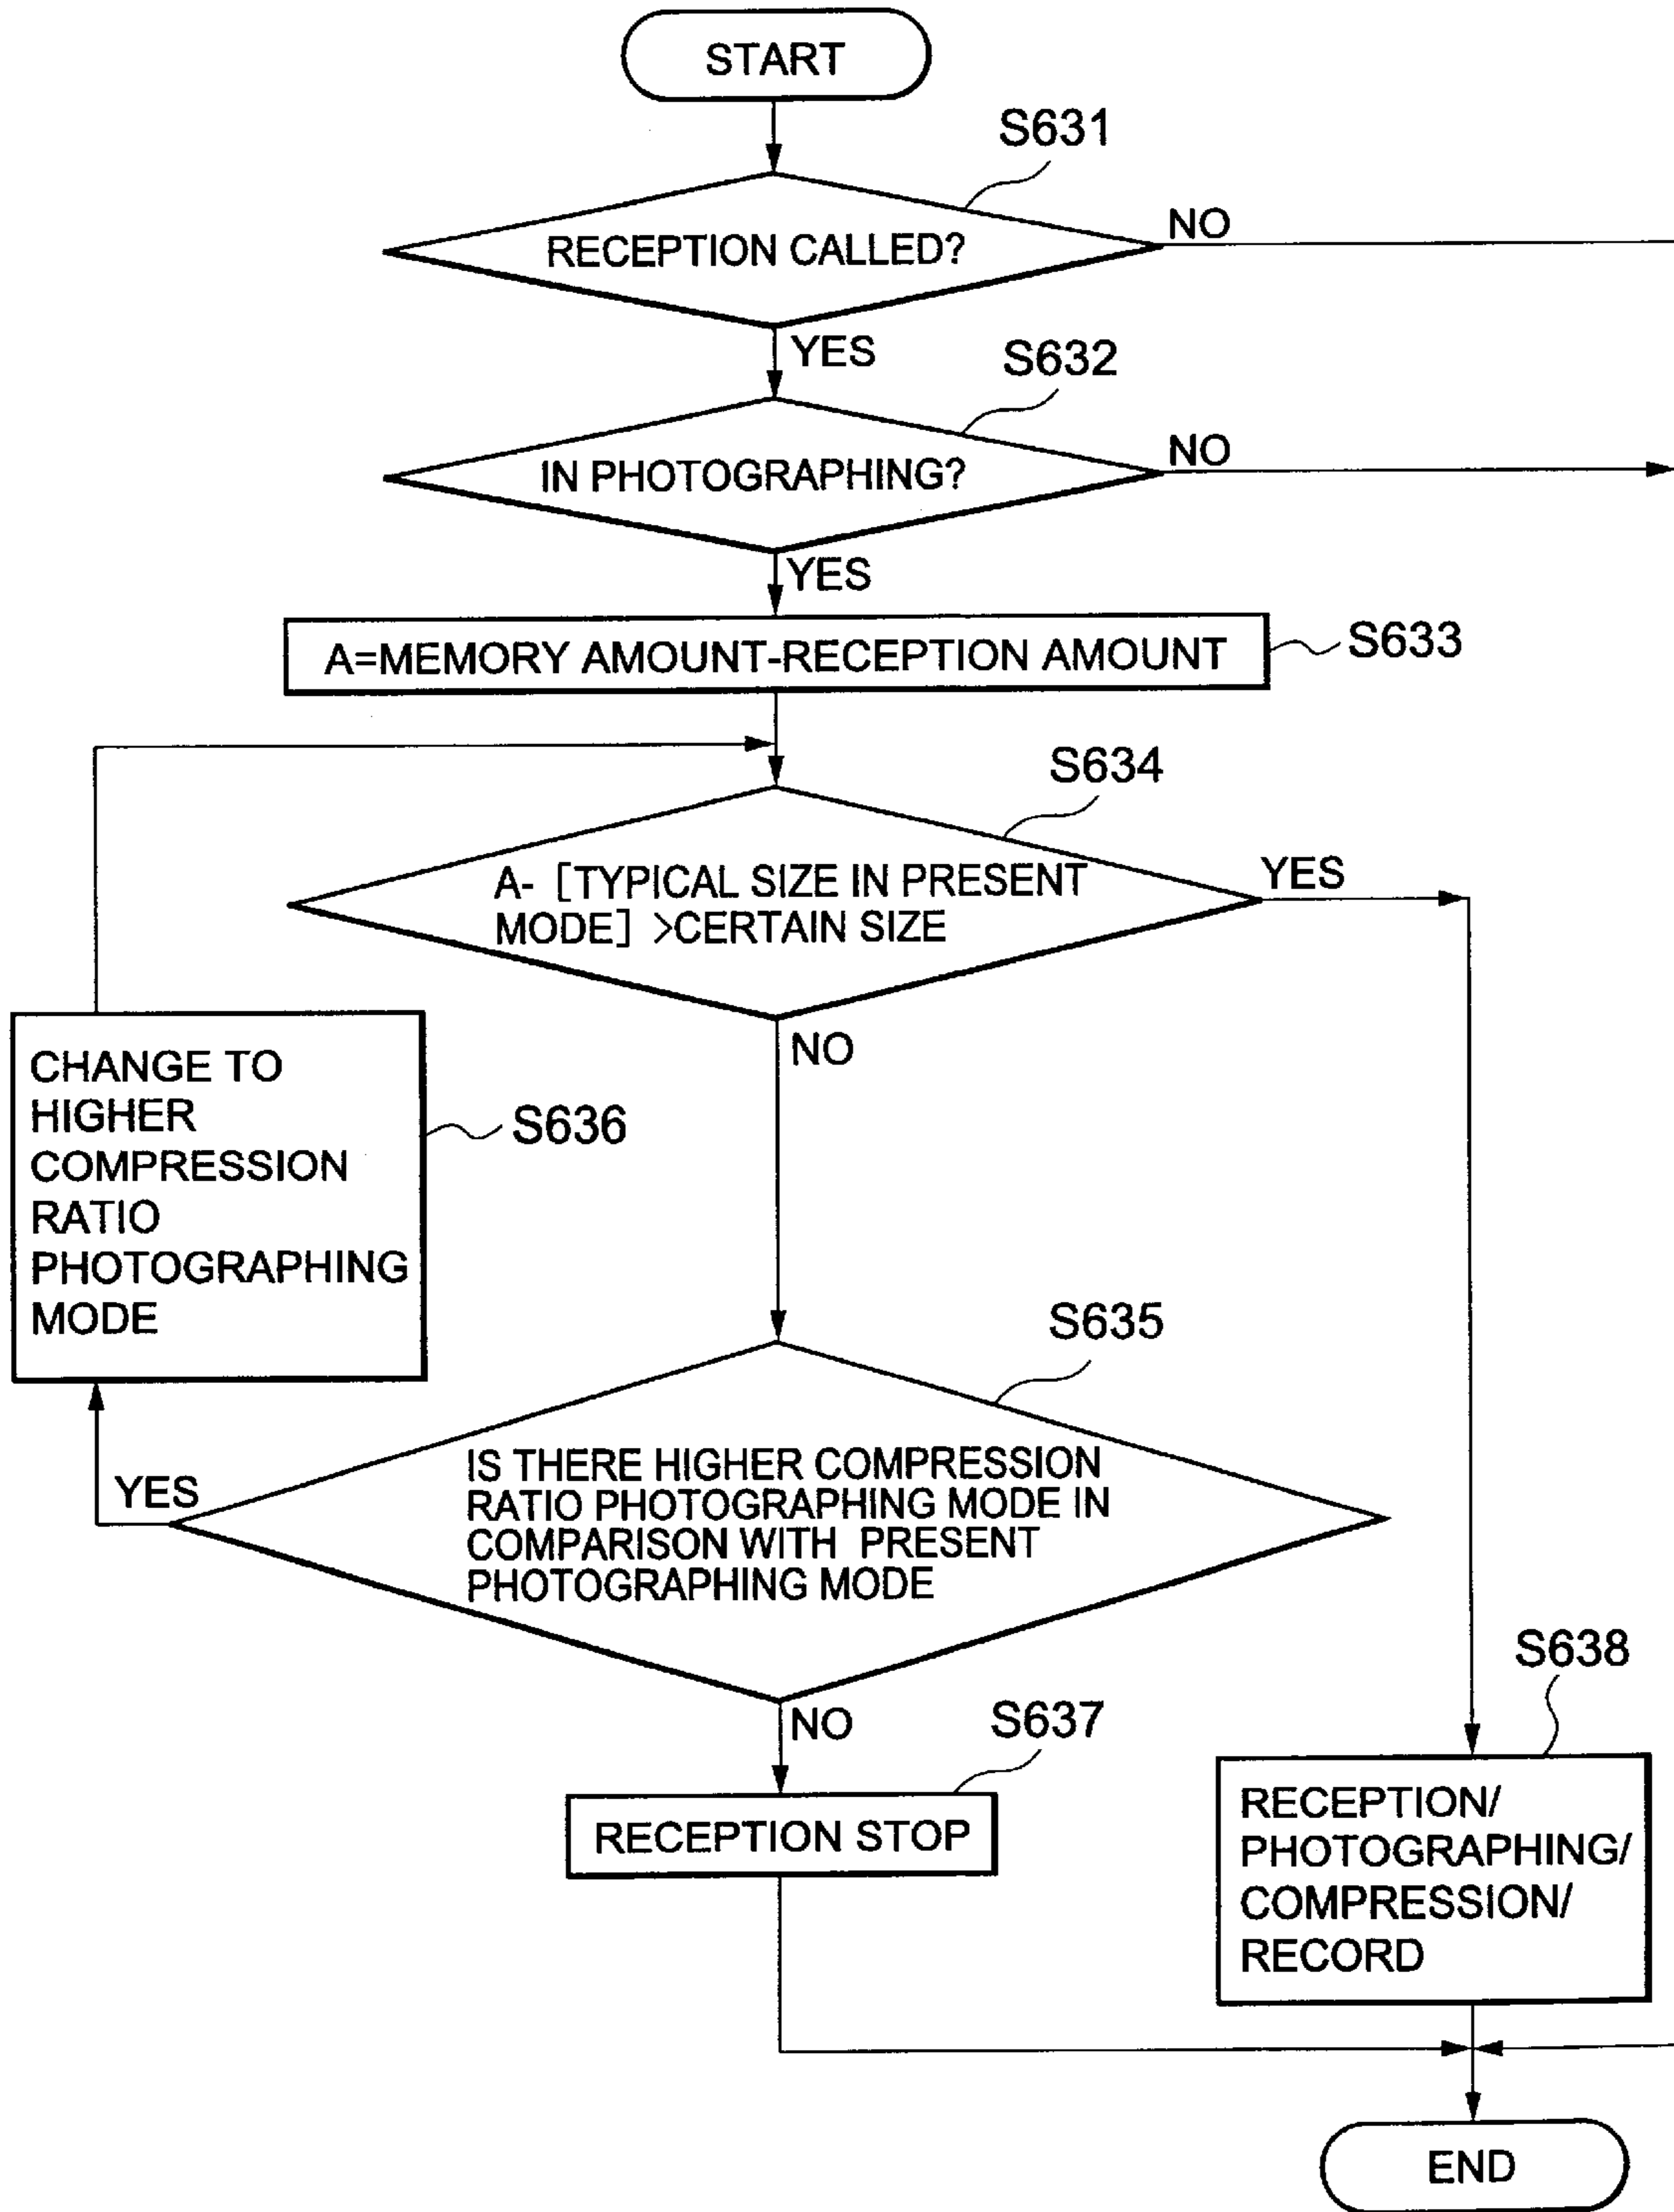 START
S631
RECEPTION CALLED?
NO
YES
S632
IN PHOTOGRAPHING?
NO
YES
A=MEMORY AMOUNT-RECEPTION AMOUNT
S633
S634
A- [TYPICAL SIZE IN PRESENT
MODE] >CERTAIN SIZE
YES
NO
CHANGE TO
HIGHER
COMPRESSION
RATIO
PHOTOGRAPHING
MODE
S636
S635
IS THERE HIGHER COMPRESSION
RATIO PHOTOGRAPHING MODE IN
COMPARISON WITH PRESENT
PHOTOGRAPHING MODE
YES
NO
S637
RECEPTION STOP
S638
RECEPTION/
PHOTOGRAPHING/
COMPRESSION/
RECORD
END